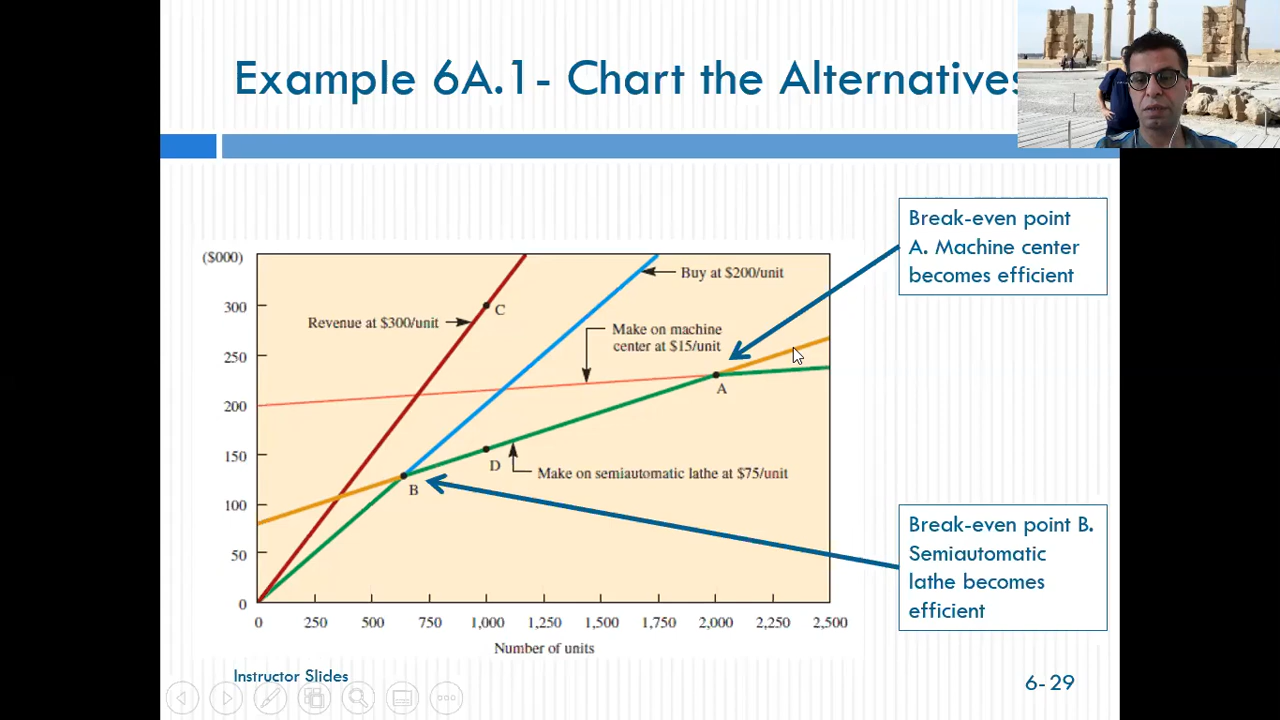 Example 6A.1- Chart the Alternatives
Break-even point
A. Machine center
becomes efficient
($000)
Buy at $200/unit
300
C
Revenue at $300/unit
Make on machine
center at $15/unit
250
A
200
150
D
Make on semiautomatic lathe at $75/unit
B
100
Break-even point B.
Semiautomatic
lathe becomes
efficient
50
0
0 250 500 750 1,000 1,250 1,500 1,750 2,000 2,250 2,500
Number of units
Instructor Slides
6-29